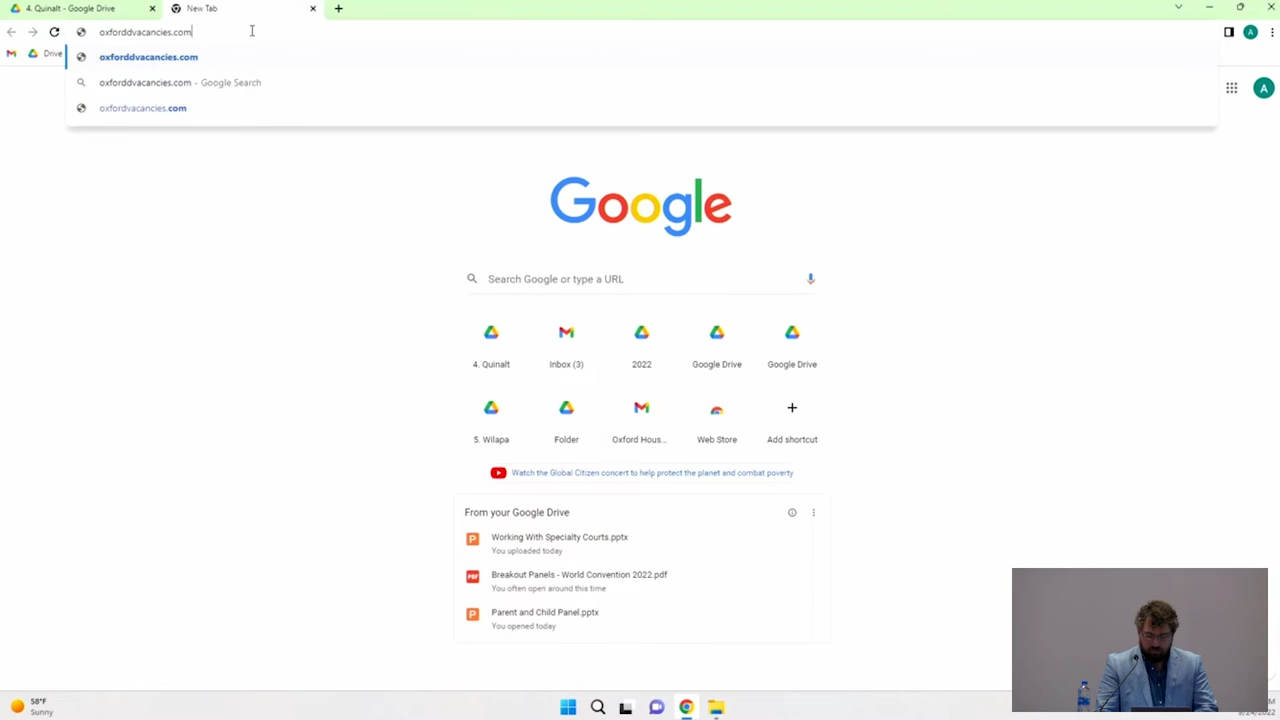 4. Quinalt - Google Drive
New Tab
oxforddvacancies.com
Drive
oxforddvacancies.com
oxforddvacancies.com - Google Search
oxfordvacancies.com
A
A
Google
Search Google or type a URL
4. Quinalt
Inbox (3)
2022
Google Drive
Google Drive
5. Wilapa
Folder
Oxford Hous...
Web Store
Add shortcut
Watch the Global Citizen concert to help protect the planet and combat poverty
From your Google Drive
Working With Specialty Courts.pptx
You uploaded today
Breakout Panels - World Convention 2022.pdf
You often open around this time
Parent and Child Panel.pptx
You opened today
58°F
Sunny